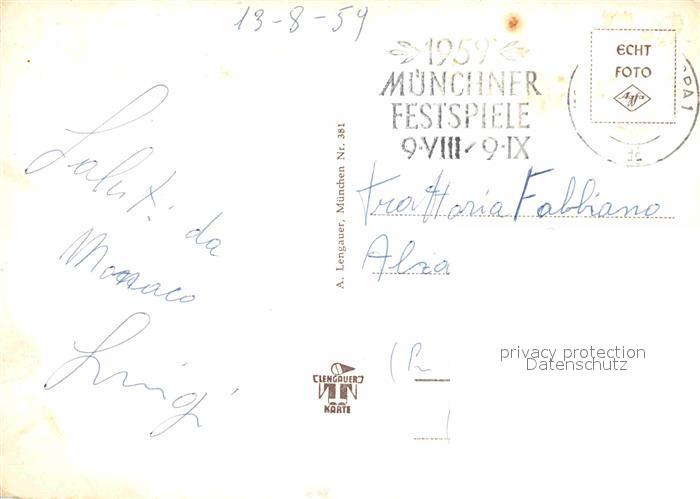 13-8-59
1959
MÜNCHNER
FESTSPIELE
9·VIII-9·IX
ECHT
FOTO
Agfa
Saluti da
Monaco
Luigi
A. Lengauer, München Nr. 381
Trattoria Fabbiano
Alza
privacy protection
Datenschutz
LENGAUER
KARTE